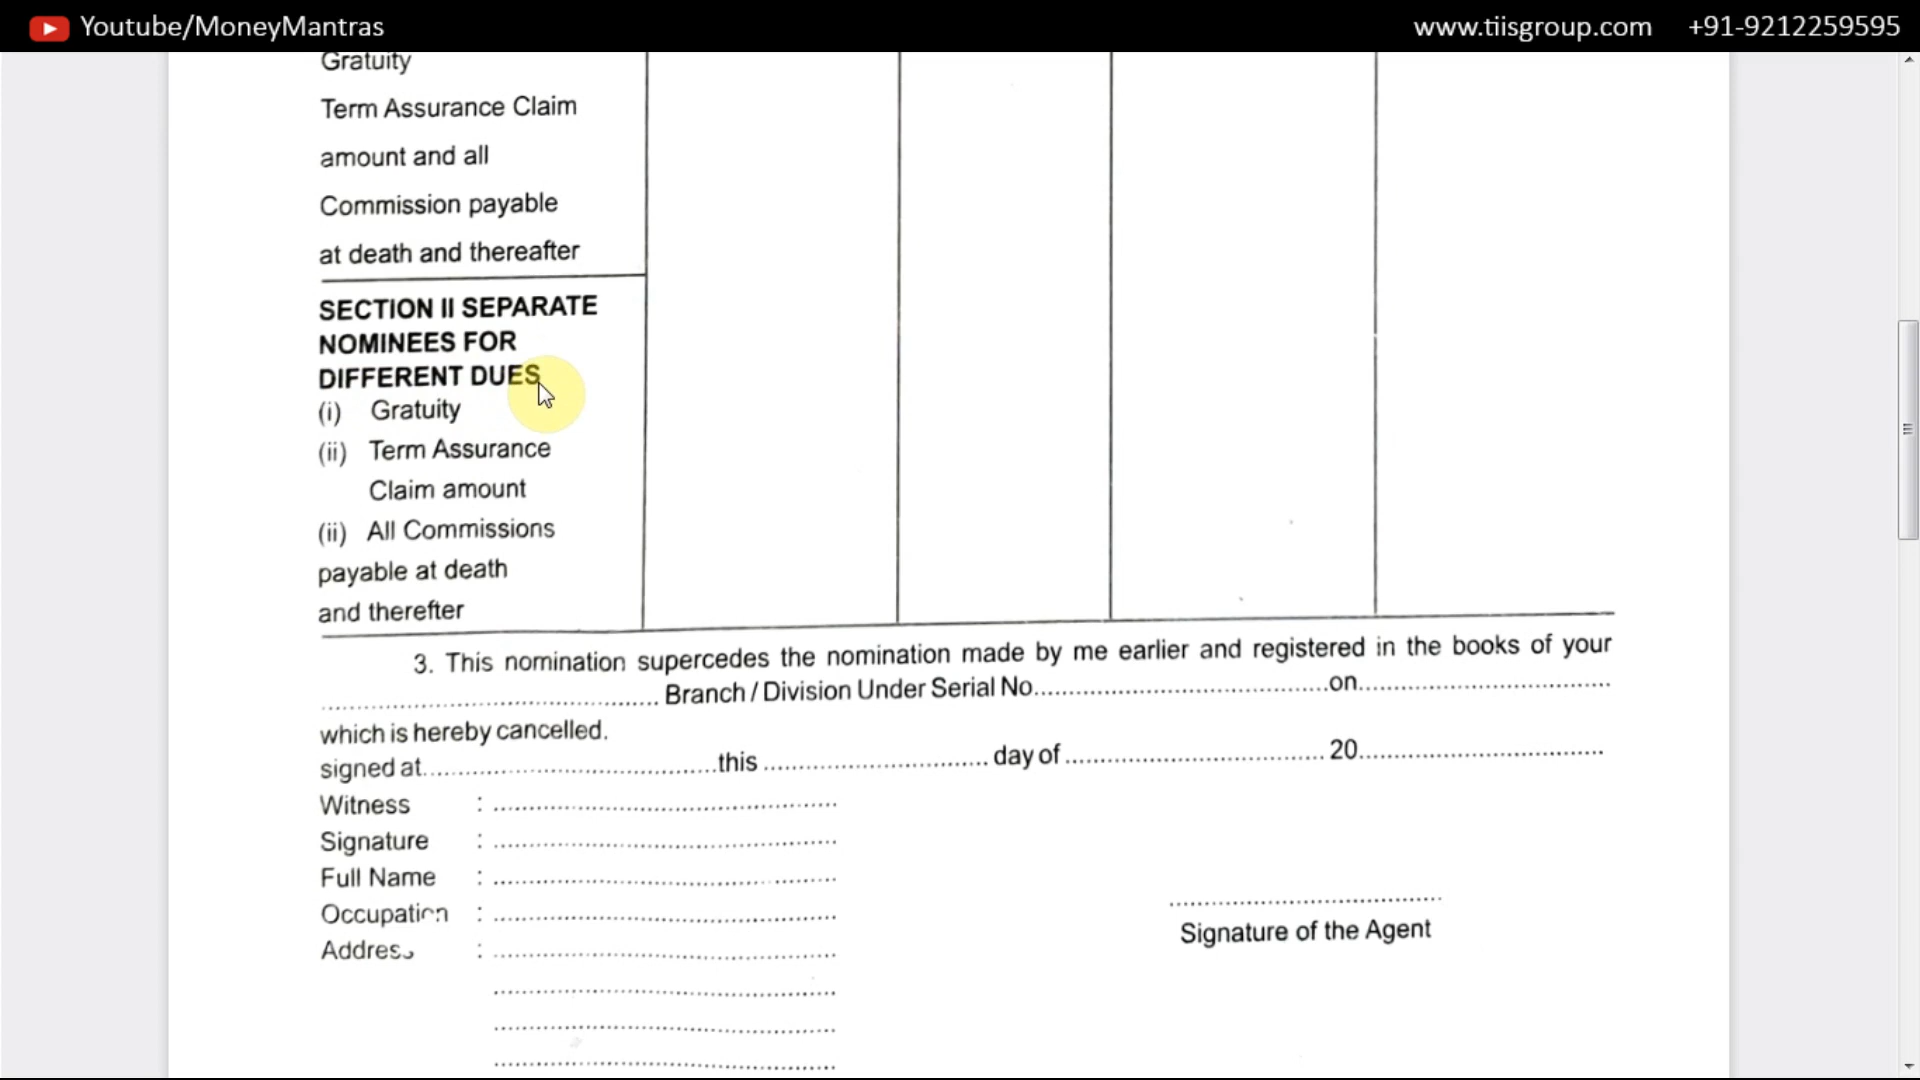 Youtube/MoneyMantras
www.tiisgroup.com +91-9212259595
Gratuity
Term Assurance Claim
amount and all
Commission payable
at death and thereafter
SECTION II SEPARATE
NOMINEES FOR
DIFFERENT DUES
(i) Gratuity
(ii) Term Assurance
Claim amount
(ii) All Commissions
payable at death
and therefter
3. This nomination supercedes the nomination made by me earlier and registered in the books of your
.......................................... Branch / Division Under Serial No..........................................on..........................................
which is hereby cancelled.
signed at..........................................this ................................ day of ..................................... 20...................................
Witness : ..........................................
Signature : ..........................................
Full Name : ..........................................
Occupation : ..........................................
Address : ..........................................
..........................................
..........................................
..........................................
..........................................
Signature of the Agent